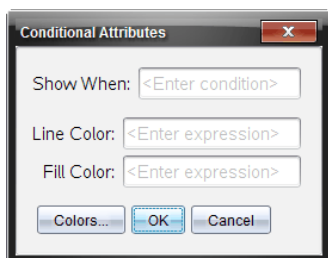 Conditional Attributes
Show When: <Enter condition>
Line Color: <Enter expression>
Fill Color: <Enter expression>
Colors... OK Cancel